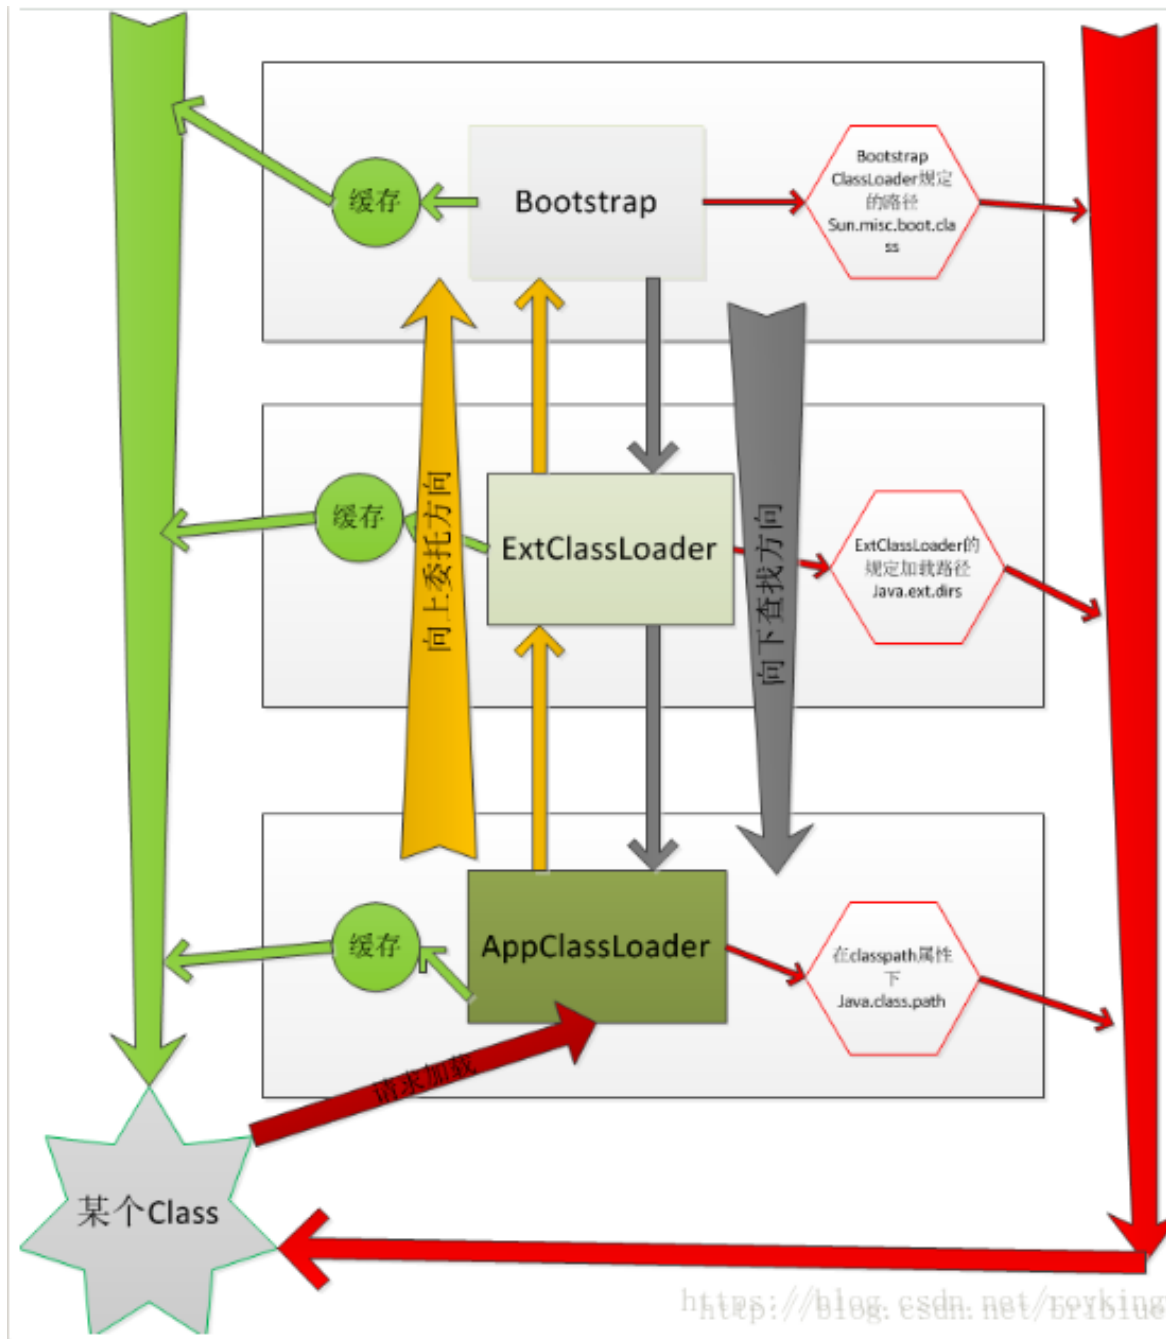 缓存
Bootstrap
Bootstrap
ClassLoader规定
的路径
Sun.misc.boot.cla
ss
向上委托方向
向下查找方向
缓存
ExtClassLoader
ExtClassLoader的
规定加载路径
Java.ext.dirs
缓存
AppClassLoader
在classpath属性
下
Java.class.path
请求加载
某个Class